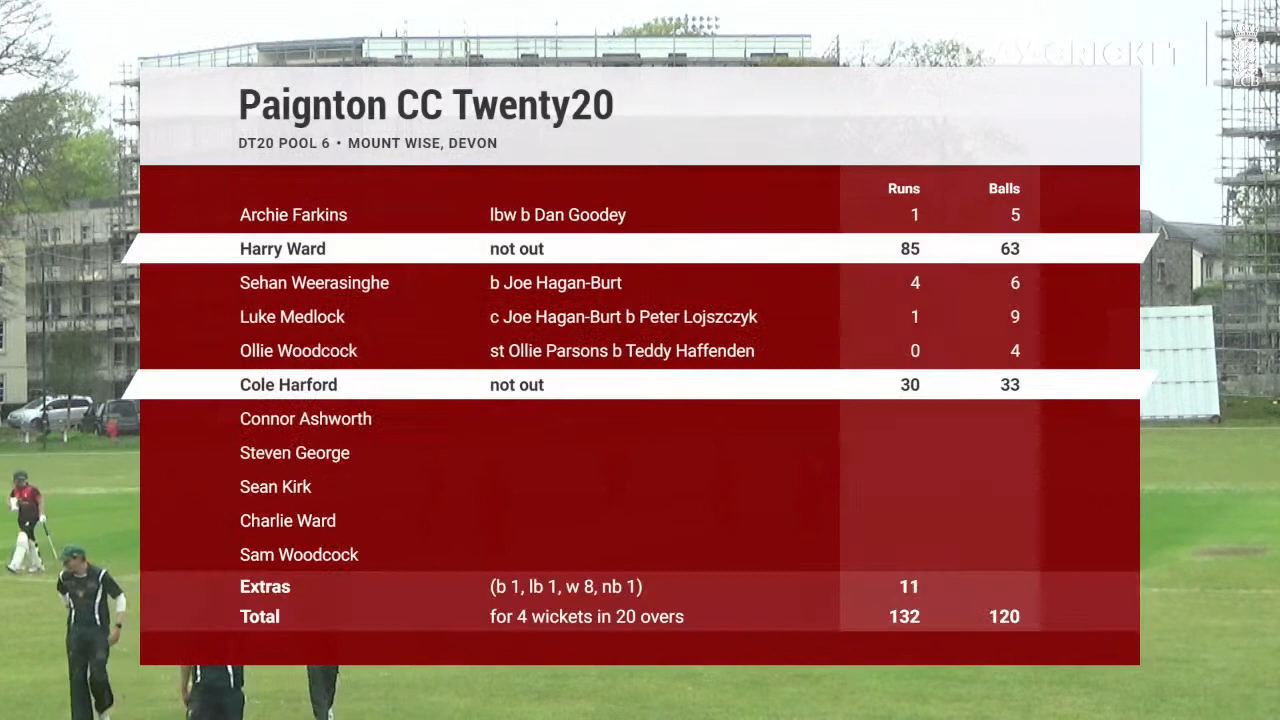 PLAY-CRICKET
ECB
Paignton CC Twenty20
DT20 POOL 6 • MOUNT WISE, DEVON
Runs Balls
Archie Farkins lbw b Dan Goodey 1 5
Harry Ward not out 85 63
Sehan Weerasinghe b Joe Hagan-Burt 4 6
Luke Medlock c Joe Hagan-Burt b Peter Lojszczyk 1 9
Ollie Woodcock st Ollie Parsons b Teddy Haffenden 0 4
Cole Harford not out 30 33
Connor Ashworth
Steven George
Sean Kirk
Charlie Ward
Sam Woodcock
Extras (b 1, lb 1, w 8, nb 1) 11
Total for 4 wickets in 20 overs 132 120